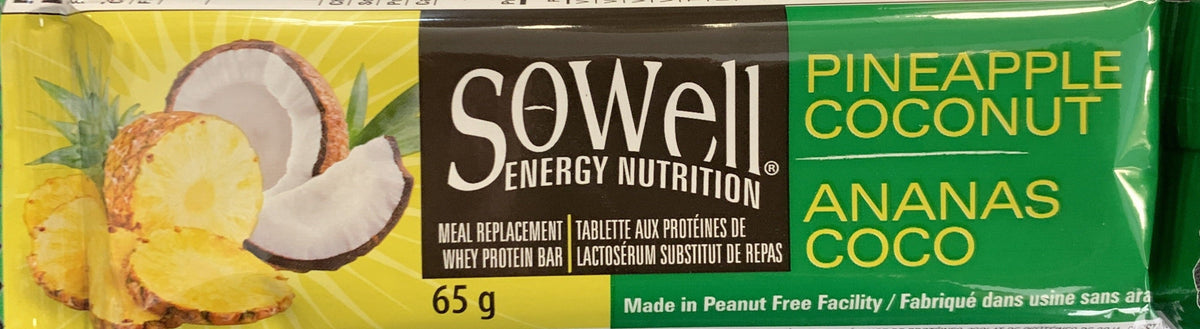 SoWell®
ENERGY NUTRITION
MEAL REPLACEMENT
WHEY PROTEIN BAR
TABLETTE AUX PROTÉINES DE
LACTOSÉRUM SUBSTITUT DE REPAS
65 g
PINEAPPLE
COCONUT
ANANAS
COCO
Made in Peanut Free Facility / Fabriqué dans usine sans ara